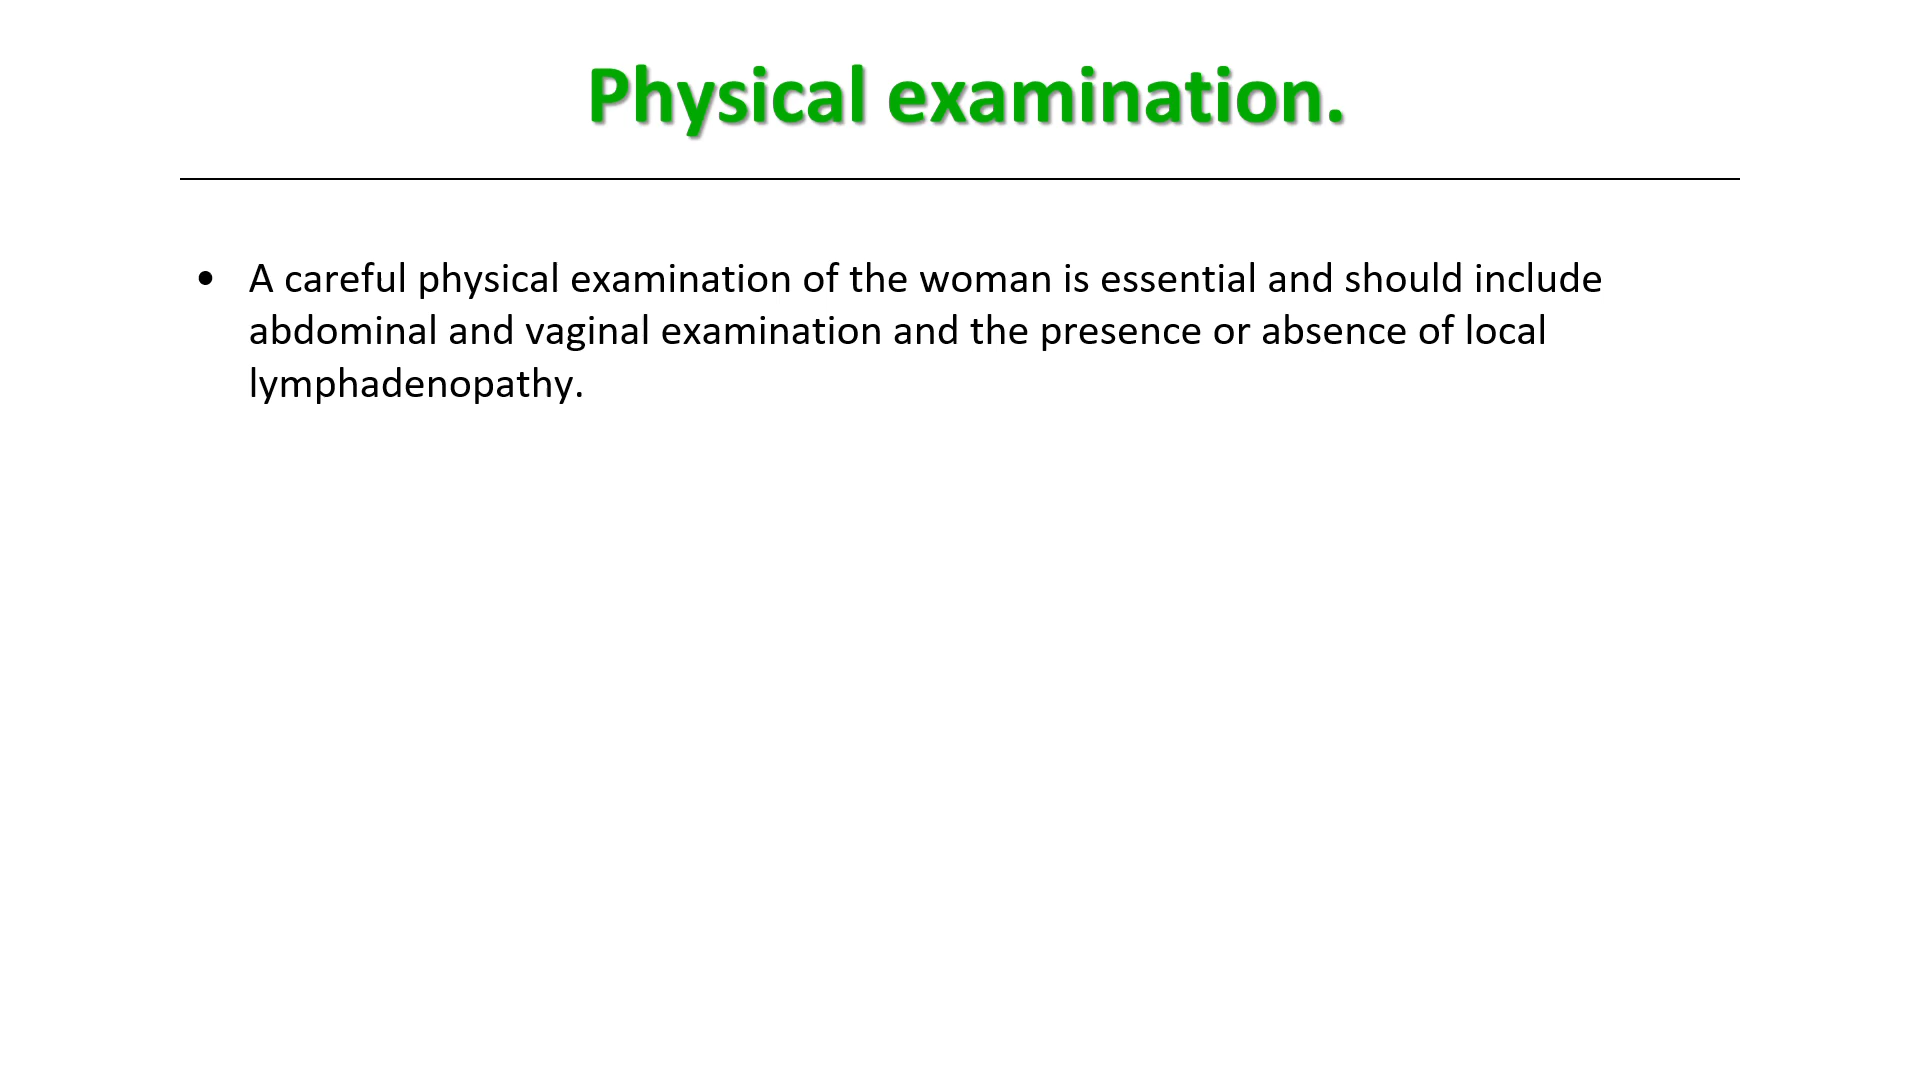 Physical examination.
• A careful physical examination of the woman is essential and should include
abdominal and vaginal examination and the presence or absence of local
lymphadenopathy.